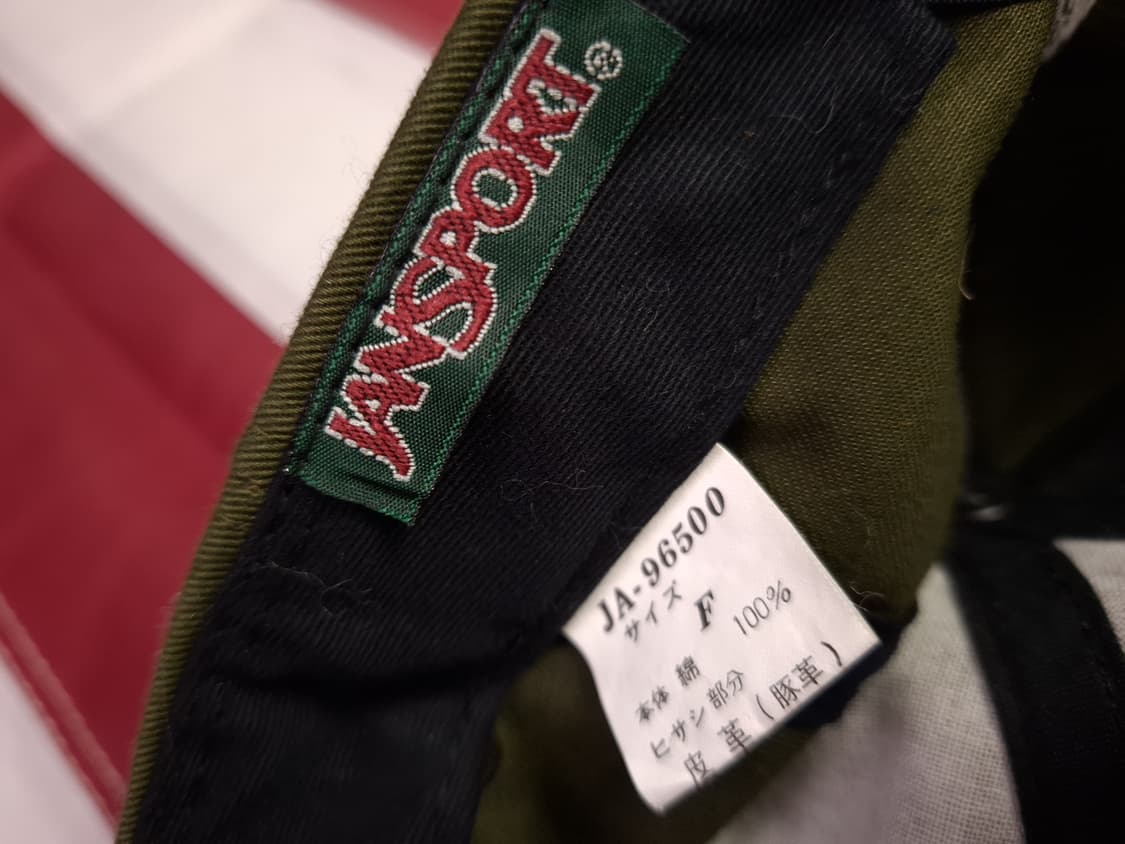 JANSPORT®
JA-96500
サイズ F
本体 綿 100%
ヒサシ部分
皮 革 (豚革)